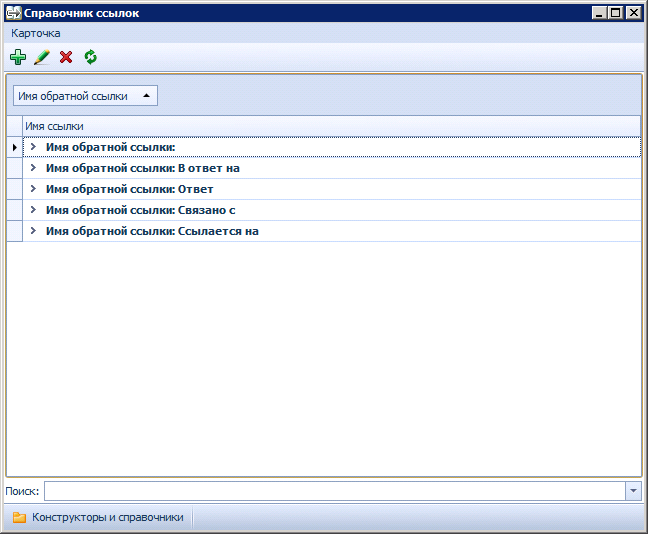 Справочник ссылок
Карточка
Имя обратной ссылки
Имя ссылки
Имя обратной ссылки:
Имя обратной ссылки: В ответ на
Имя обратной ссылки: Ответ
Имя обратной ссылки: Связано с
Имя обратной ссылки: Ссылается на
Поиск:
Конструкторы и справочники